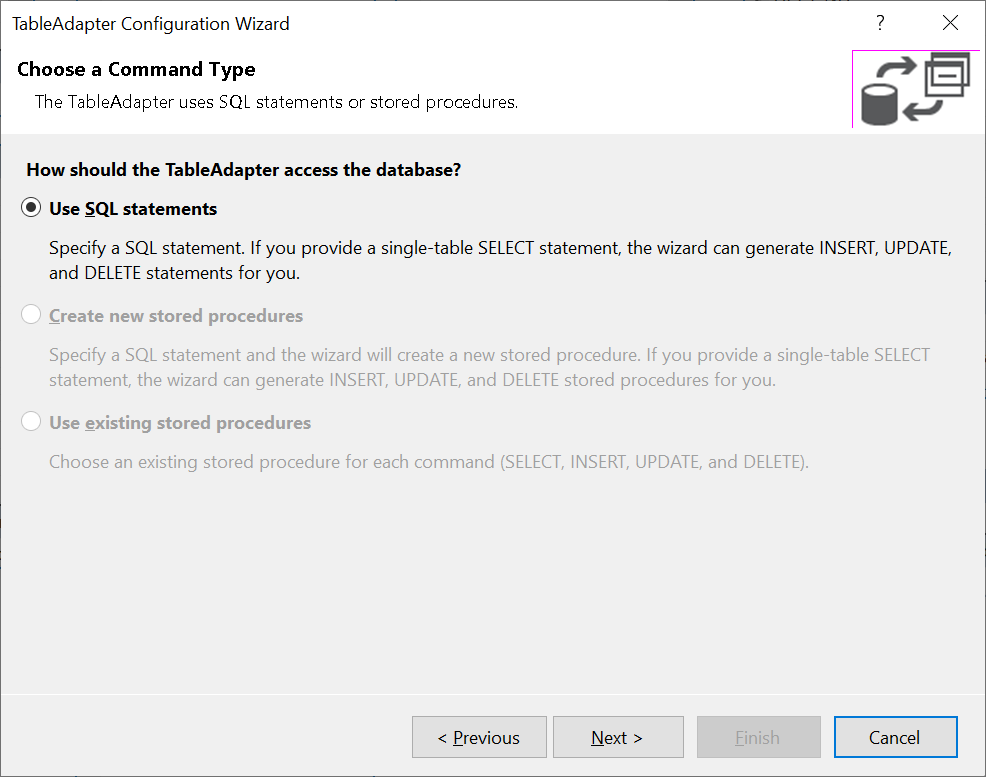 TableAdapter Configuration Wizard
?
Choose a Command Type
The TableAdapter uses SQL statements or stored procedures.
How should the TableAdapter access the database?
Use SQL statements
Specify a SQL statement. If you provide a single-table SELECT statement, the wizard can generate INSERT, UPDATE,
and DELETE statements for you.
Create new stored procedures
Specify a SQL statement and the wizard will create a new stored procedure. If you provide a single-table SELECT
statement, the wizard can generate INSERT, UPDATE, and DELETE stored procedures for you.
Use existing stored procedures
Choose an existing stored procedure for each command (SELECT, INSERT, UPDATE, and DELETE).
< Previous
Next >
Finish
Cancel